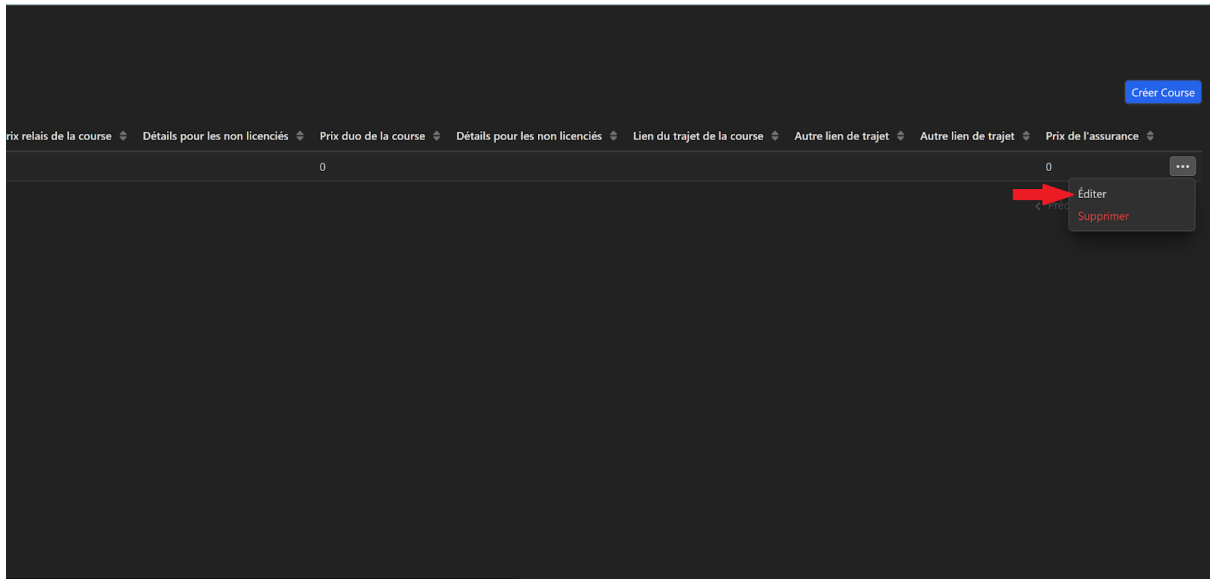 Créer Course
rix relais de la course Détails pour les non licenciés Prix duo de la course Détails pour les non licenciés Lien du trajet de la course Autre lien de trajet Autre lien de trajet Prix de l'assurance
0 0 ...
Éditer
Préc
Supprimer